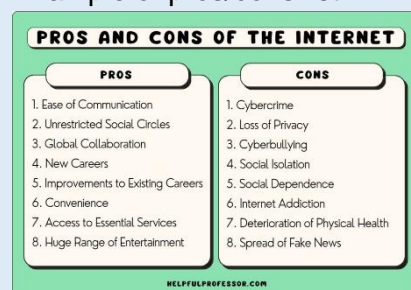 PROS AND CONS OF THE INTERNET
PROS
1. Ease of Communication
2. Unrestricted Social Circles
3. Global Collaboration
4. New Careers
5. Improvements to Existing Careers
6. Convenience
7. Access to Essential Services
8. Huge Range of Entertainment
CONS
1. Cybercrime
2. Loss of Privacy
3. Cyberbullying
4. Social Isolation
5. Social Dependence
6. Internet Addiction
7. Deterioration of Physical Health
8. Spread of Fake News
HELPFULPROFESSOR.COM